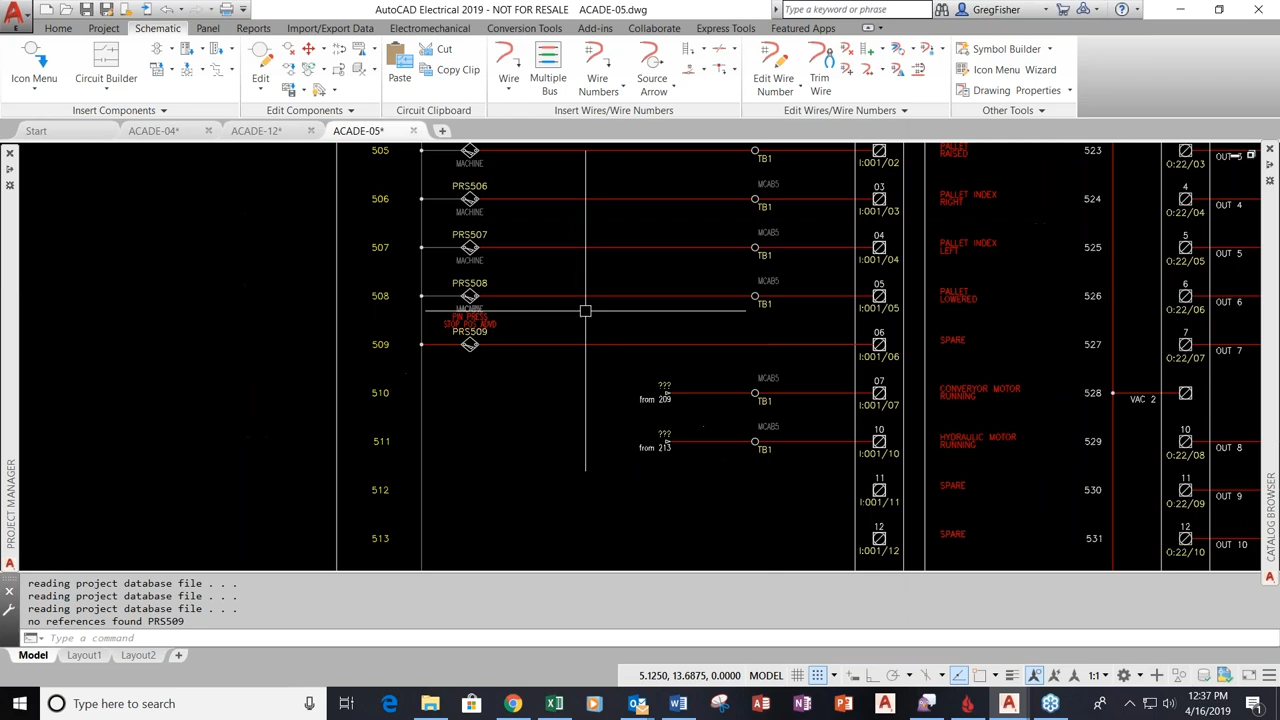 AutoCAD Electrical 2019 - NOT FOR RESALE ACADE-05.dwg
Type a keyword or phrase
GregFisher
Home Project Schematic Panel Reports Import/Export Data Electromechanical Conversion Tools Add-ins Collaborate Express Tools Featured Apps
Icon Menu
Circuit Builder
Edit
Paste
Cut
Copy Clip
Wire
Multiple Bus
Wire Numbers
Source Arrow
Edit Wire Number
Trim Wire
Symbol Builder
Icon Menu Wizard
Drawing Properties
Insert Components
Edit Components
Circuit Clipboard
Insert Wires/Wire Numbers
Edit Wires/Wire Numbers
Other Tools
Start
ACADE-04*
ACADE-12*
ACADE-05*
505
MACHINE
TB1
I:001/02
PALLET
RAISED
523
O:22/03
506
PRS506
MACHINE
MCAB5
TB1
03
I:001/03
PALLET INDEX
RIGHT
524
4
O:22/04
OUT 4
507
PRS507
MACHINE
MCAB5
TB1
04
I:001/04
PALLET INDEX
LEFT
525
5
O:22/05
OUT 5
508
PRS508
PIN PRESS
STOP POS ADVD
MCAB5
TB1
05
I:001/05
PALLET
LOWERED
526
6
O:22/06
OUT 6
509
PRS509
06
I:001/06
SPARE
527
7
O:22/07
OUT 7
510
???
from 209
MCAB5
TB1
07
I:001/07
CONVERYOR MOTOR
RUNNING
528
VAC 2
511
???
from 213
MCAB5
TB1
10
I:001/10
HYDRAULIC MOTOR
RUNNING
529
10
O:22/08
OUT 8
512
11
I:001/11
SPARE
530
11
O:22/09
OUT 9
513
12
I:001/12
SPARE
531
12
O:22/10
OUT 10
PROJECT MANAGER
CATALOG BROWSER
reading project database file . . .
reading project database file . . .
reading project database file . . .
no references found PRS509
Type a command
Model Layout1 Layout2
5.1250, 13.6875, 0.0000 MODEL
1:1
Type here to search
12:37 PM
4/16/2019